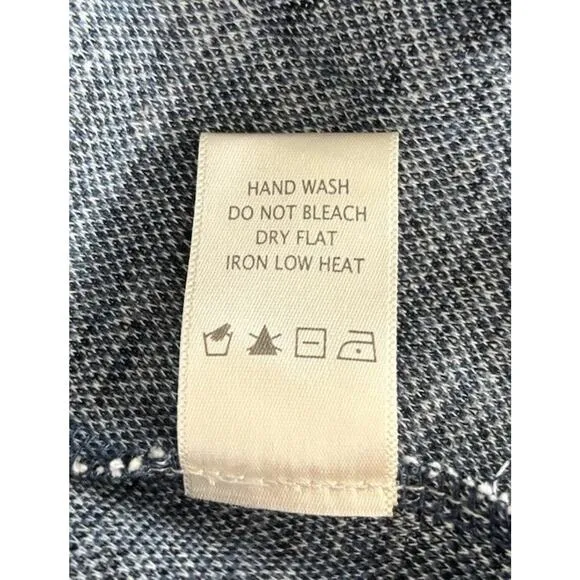 HAND WASH
DO NOT BLEACH
DRY FLAT
IRON LOW HEAT